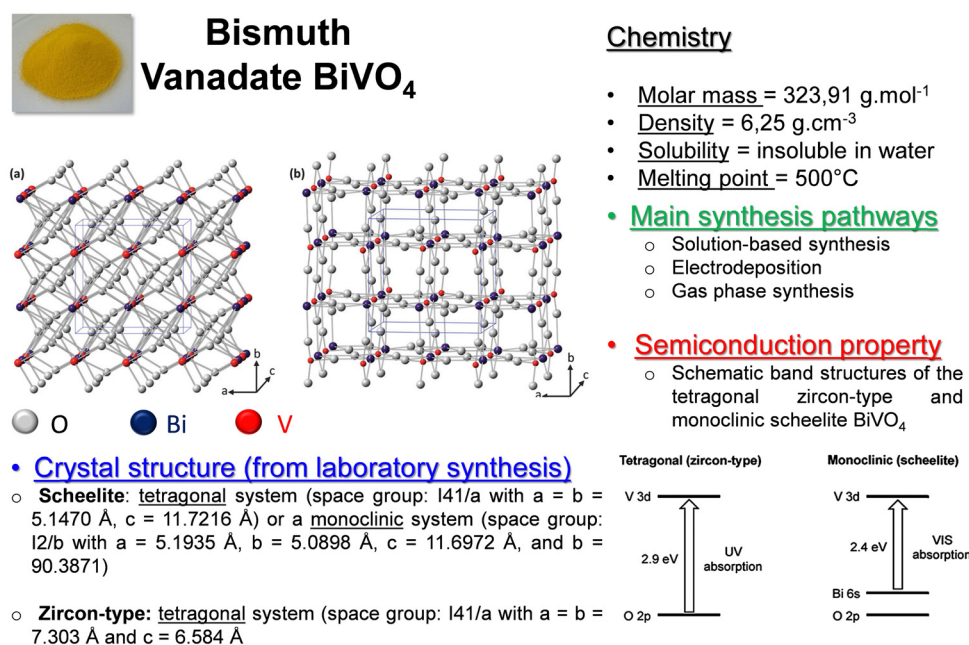 Bismuth
Vanadate BiVO₄
(a)
(b)
b
c
a
b
c
a
O
Bi
V
• Crystal structure (from laboratory synthesis)
o Scheelite: tetragonal system (space group: I41/a with a = b =
5.1470 Å, c = 11.7216 Å) or a monoclinic system (space group:
I2/b with a = 5.1935 Å, b = 5.0898 Å, c = 11.6972 Å, and b =
90.3871)
o Zircon-type: tetragonal system (space group: I41/a with a = b =
7.303 Å and c = 6.584 Å
Chemistry
• Molar mass = 323,91 g.mol⁻¹
• Density = 6,25 g.cm⁻³
• Solubility = insoluble in water
• Melting point = 500°C
• Main synthesis pathways
o Solution-based synthesis
o Electrodeposition
o Gas phase synthesis
• Semiconduction property
o Schematic band structures of the
tetragonal zircon-type and
monoclinic scheelite BiVO₄
Tetragonal (zircon-type)
V 3d
2.9 eV
UV
absorption
O 2p
Monoclinic (scheelite)
V 3d
2.4 eV
VIS
absorption
Bi 6s
O 2p